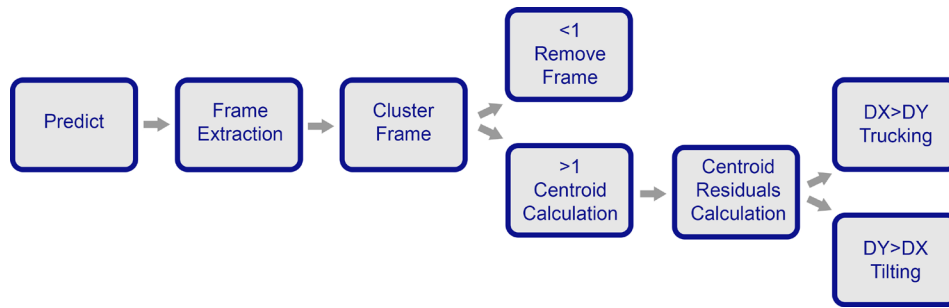 Predict
Frame
Extraction
Cluster
Frame
<1
Remove
Frame
>1
Centroid
Calculation
Centroid
Residuals
Calculation
DX>DY
Trucking
DY>DX
Tilting